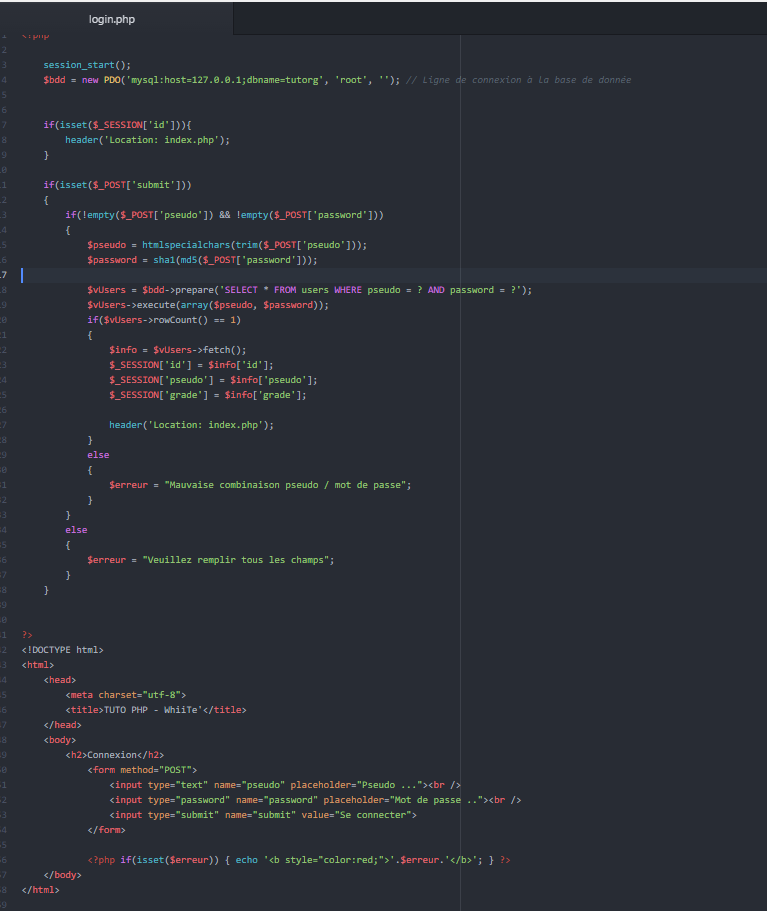 login.php
<?php
session_start();
$bdd = new PDO('mysql:host=127.0.0.1;dbname=tutorg', 'root', ''); // Ligne de connexion à la base de donnée
if(isset($_SESSION['id'])){
header('Location: index.php');
}
if(isset($_POST['submit']))
{
if(!empty($_POST['pseudo']) && !empty($_POST['password']))
{
$pseudo = htmlspecialchars(trim($_POST['pseudo']));
$password = sha1(md5($_POST['password']));
$vUsers = $bdd->prepare('SELECT * FROM users WHERE pseudo = ? AND password = ?');
$vUsers->execute(array($pseudo, $password));
if($vUsers->rowCount() == 1)
{
$info = $vUsers->fetch();
$_SESSION['id'] = $info['id'];
$_SESSION['pseudo'] = $info['pseudo'];
$_SESSION['grade'] = $info['grade'];
header('Location: index.php');
}
else
{
$erreur = "Mauvaise combinaison pseudo / mot de passe";
}
}
else
{
$erreur = "Veuillez remplir tous les champs";
}
}
?>
<!DOCTYPE html>
<html>
<head>
<meta charset="utf-8">
<title>TUTO PHP - WhiiTe'</title>
</head>
<body>
<h2>Connexion</h2>
<form method="POST">
<input type="text" name="pseudo" placeholder="Pseudo ..."><br />
<input type="password" name="password" placeholder="Mot de passe .."><br />
<input type="submit" name="submit" value="Se connecter">
</form>
<?php if(isset($erreur)) { echo '<b style="color:red;">'.$erreur.'</b>'; } ?>
</body>
</html>